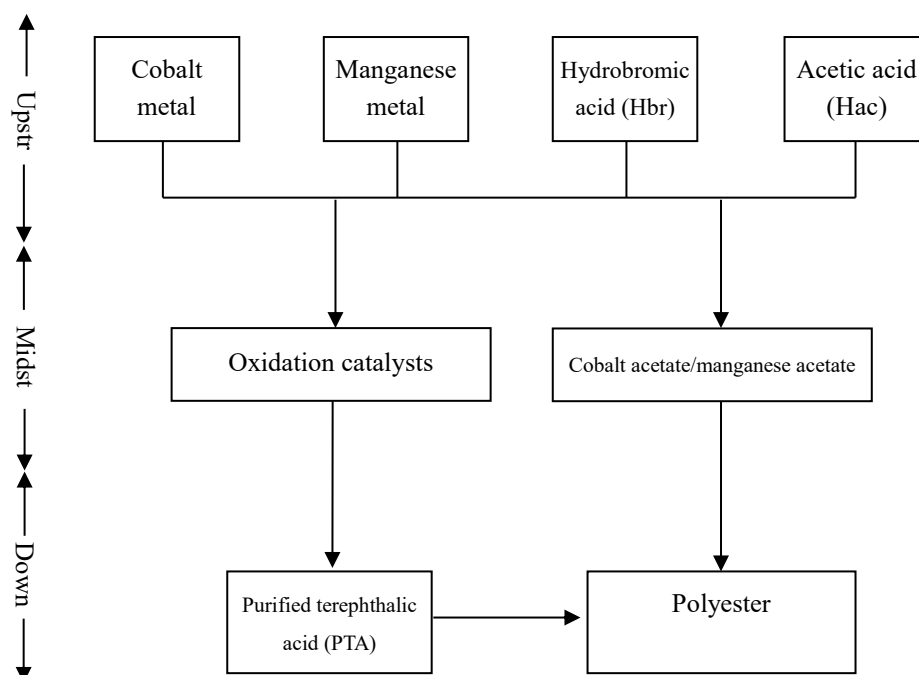 Upstr
Cobalt
metal
Manganese
metal
Hydrobromic
acid (Hbr)
Acetic acid
(Hac)
Midst
Oxidation catalysts
Cobalt acetate/manganese acetate
Down
Purified terephthalic
acid (PTA)
Polyester